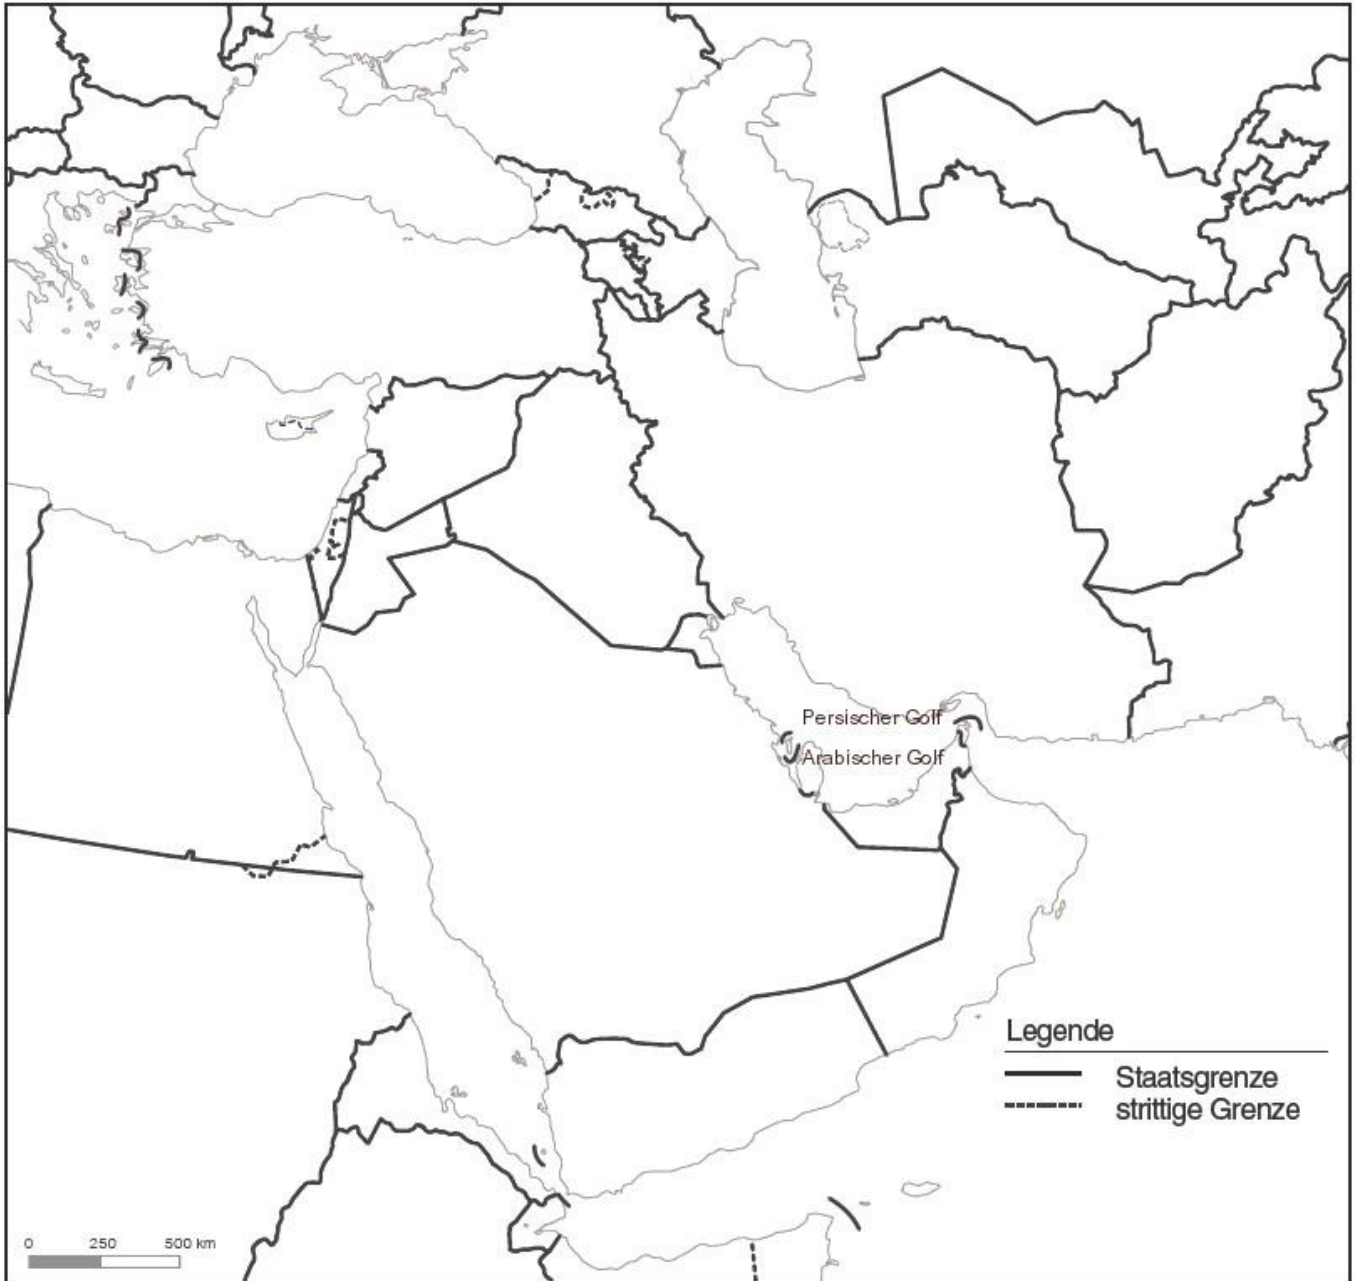 Persischer Golf
Arabischer Golf
Legende
Staatsgrenze
strittige Grenze
0 250 500 km